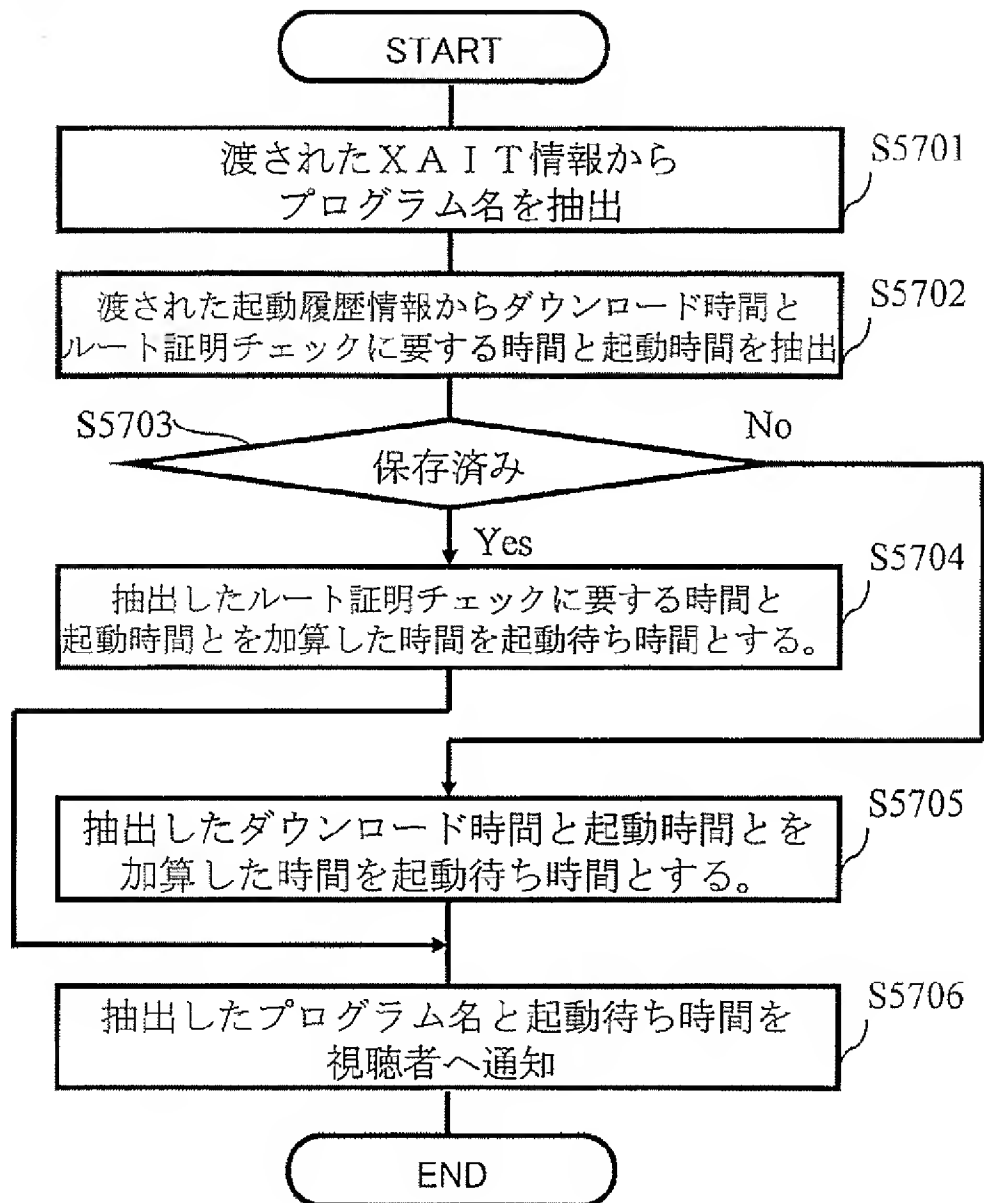 START
渡されたＸＡＩＴ情報から
プログラム名を抽出
S5701
渡された起動履歴情報からダウンロード時間と
ルート証明チェックに要する時間と起動時間を抽出
S5702
S5703
保存済み
No
Yes
抽出したルート証明チェックに要する時間と
起動時間とを加算した時間を起動待ち時間とする。
S5704
抽出したダウンロード時間と起動時間とを
加算した時間を起動待ち時間とする。
S5705
抽出したプログラム名と起動待ち時間を
視聴者へ通知
S5706
END